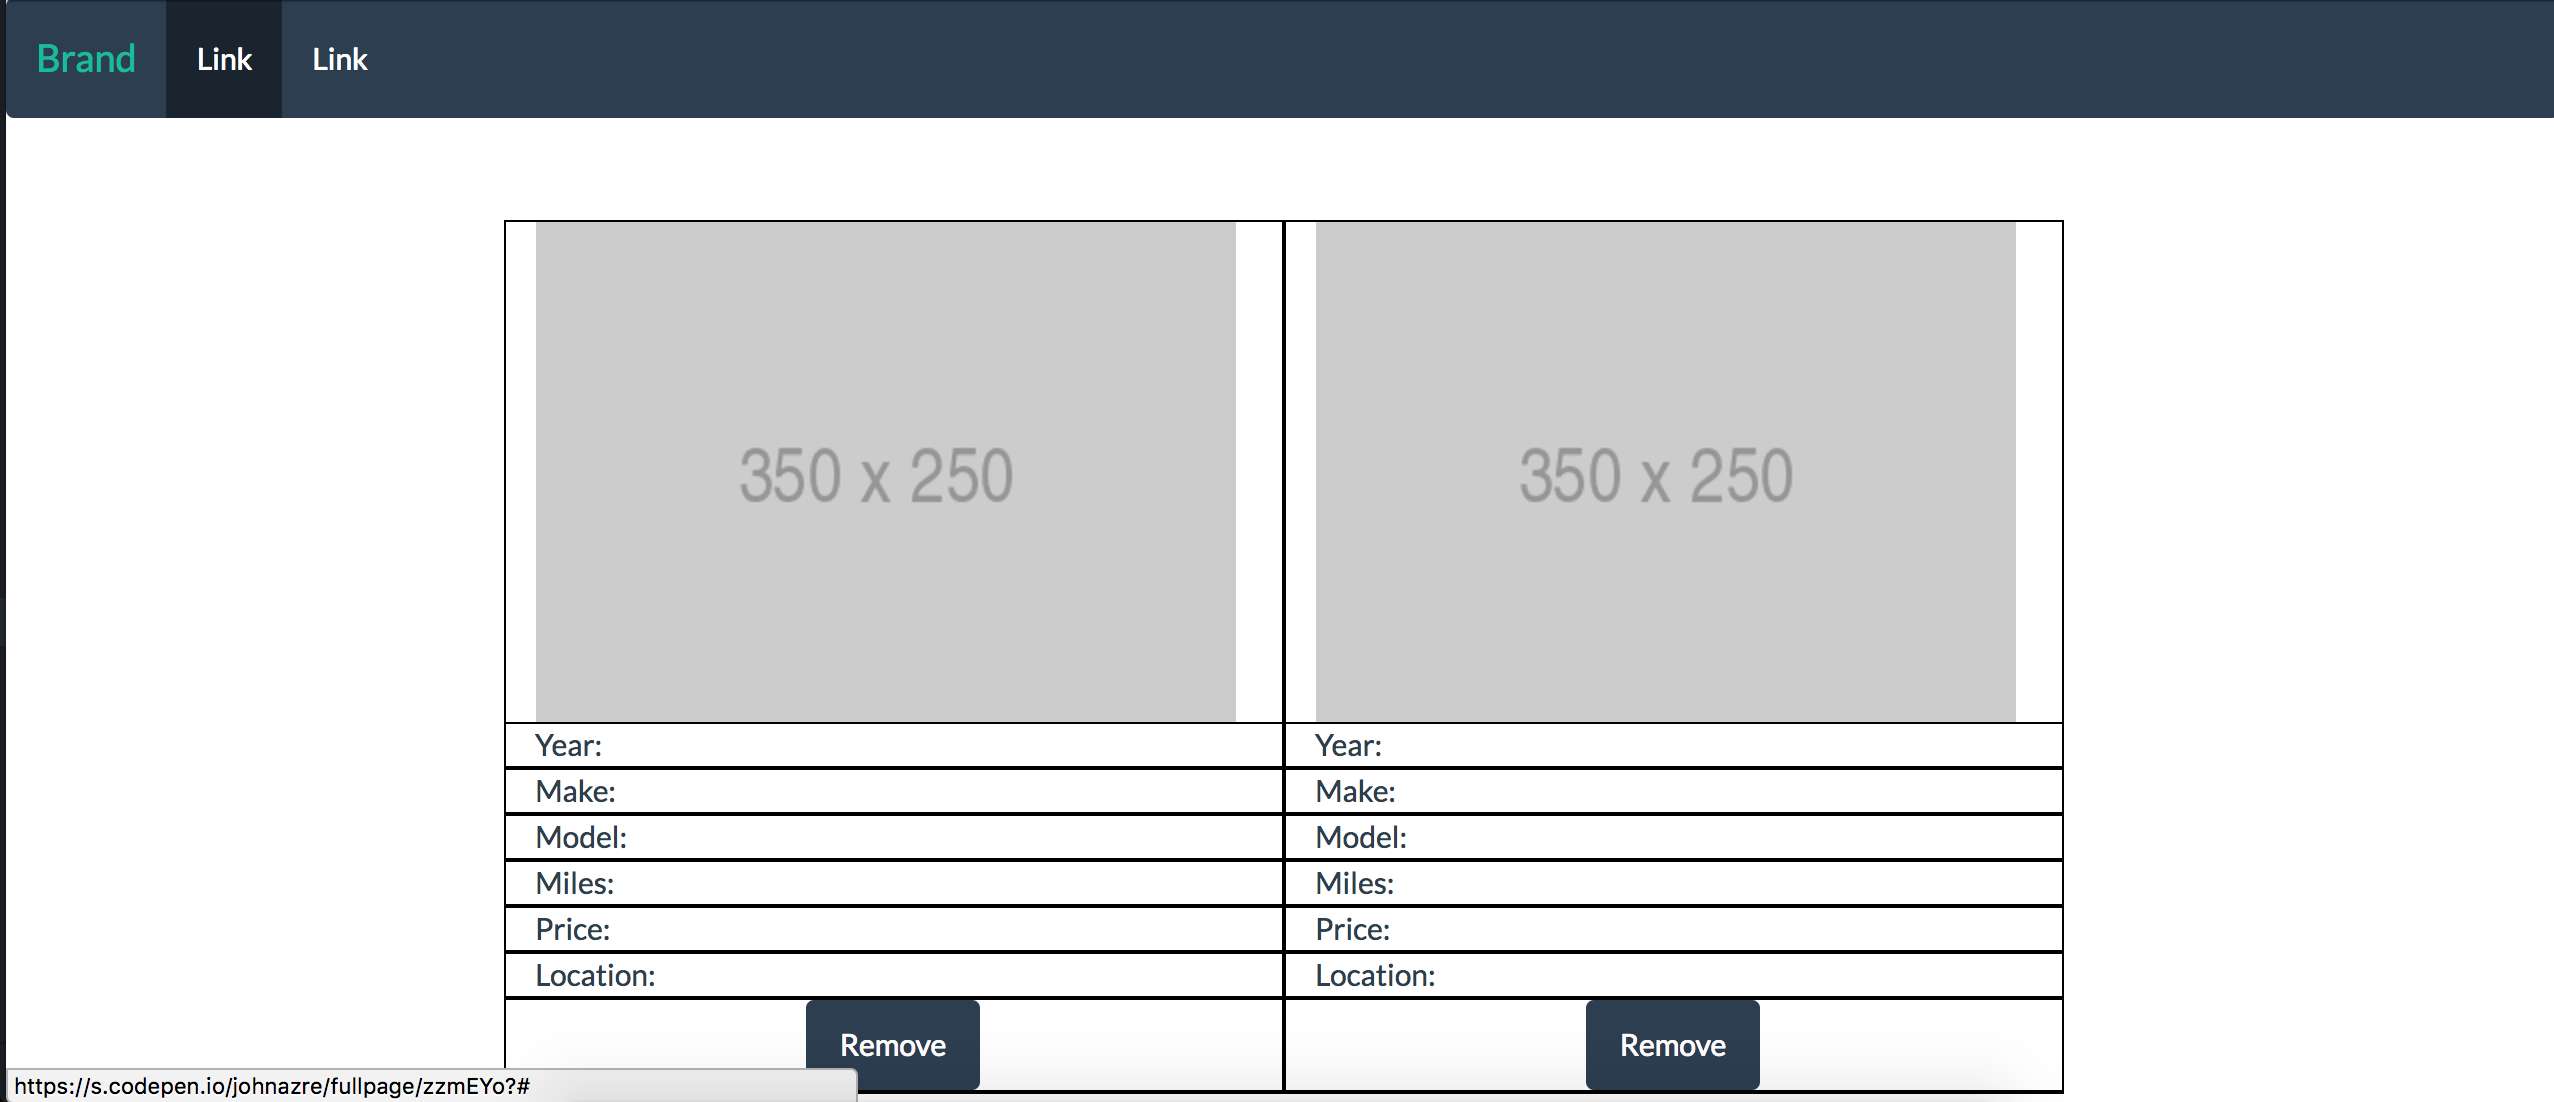 Brand Link Link
350 x 250 350 x 250
Year: Year:
Make: Make:
Model: Model:
Miles: Miles:
Price: Price:
Location: Location:
Remove Remove
https://s.codepen.io/johnazre/fullpage/zzmEYo?#